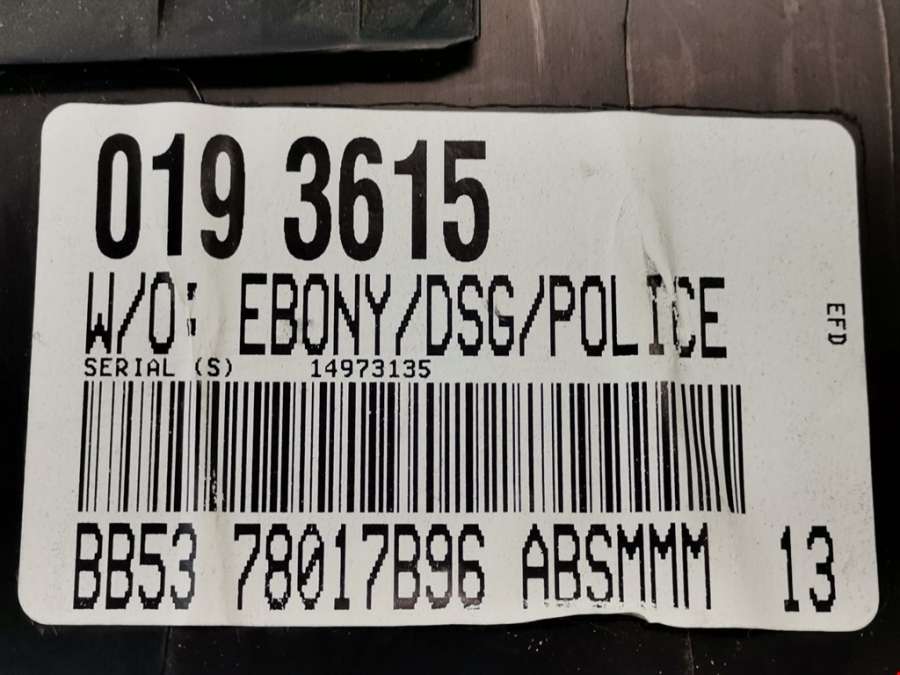 019 3615
W/O: EBONY/DSG/POLICE
EFD
SERIAL (S) 14973135
BB53 78017B96 ABSMMM 13